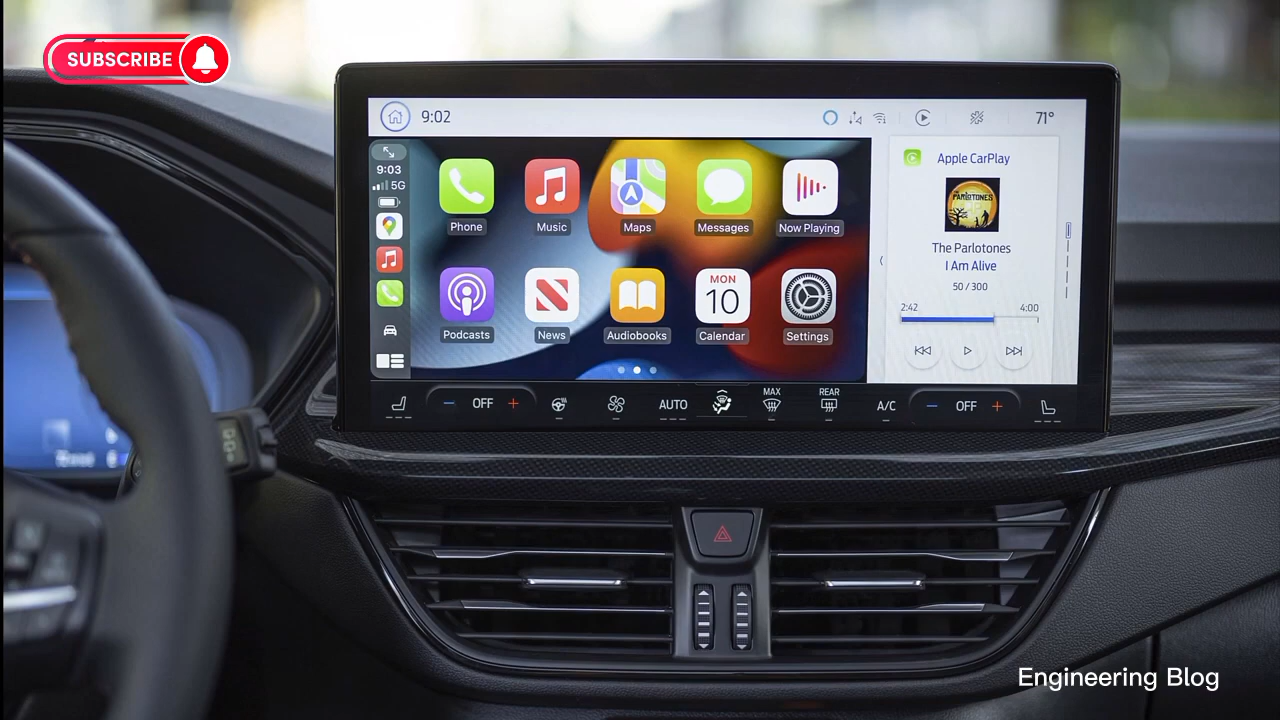 SUBSCRIBE
9:02
71°
9:03
5G
Phone
Music
Maps
Messages
Now Playing
Podcasts
News
Audiobooks
MON
10
Calendar
Settings
Apple CarPlay
THE
PARLOTONES
The Parlotones
I Am Alive
50 / 300
2:42
4:00
− OFF +
AUTO
MAX
REAR
A/C
− OFF +
Engineering Blog